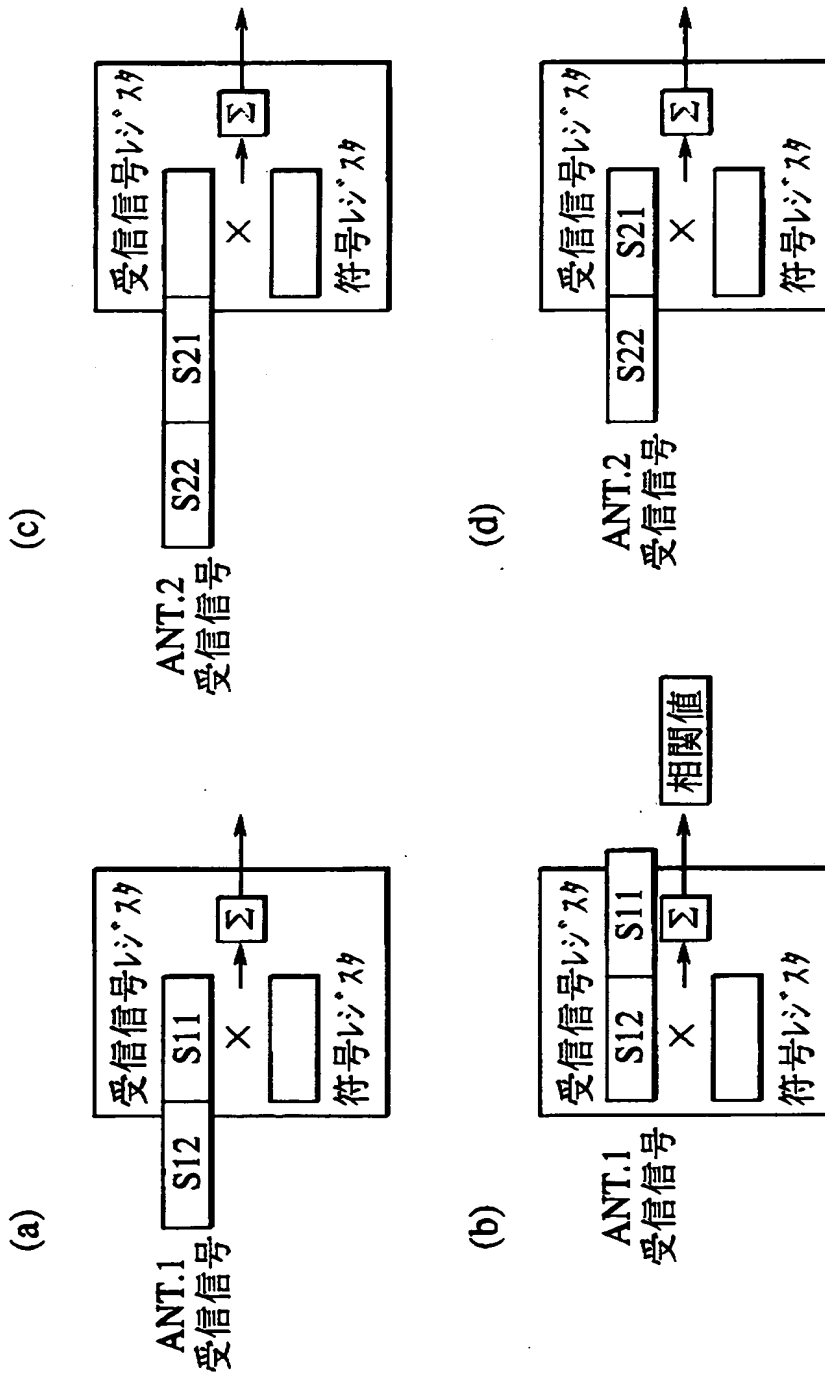 (a)
受信信号レジスタ
S12
S11
×
Σ
符号レジスタ
ANT.1
受信信号
(b)
受信信号レジスタ
S12
S11
×
Σ
相関値
符号レジスタ
ANT.1
受信信号
(c)
受信信号レジスタ
S22
S21
×
Σ
符号レジスタ
ANT.2
受信信号
(d)
受信信号レジスタ
S22
S21
×
Σ
符号レジスタ
ANT.2
受信信号